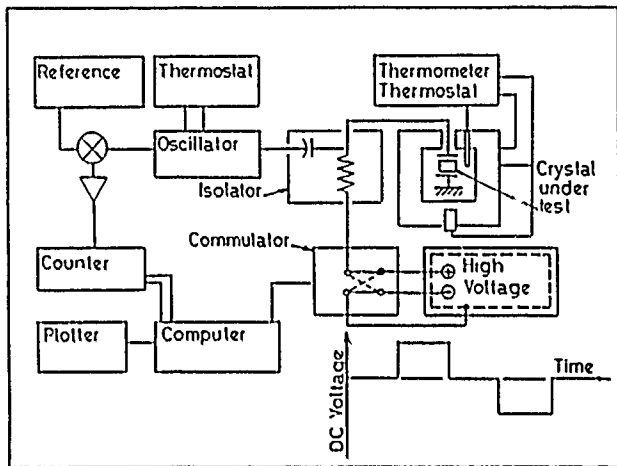 Reference
Thermostat
Thermometer
Thermostat
Oscillator
Isolator
Crystal
under
test
Commulator
Counter
High
Voltage
Plotter
Computer
Time
DC Voltage